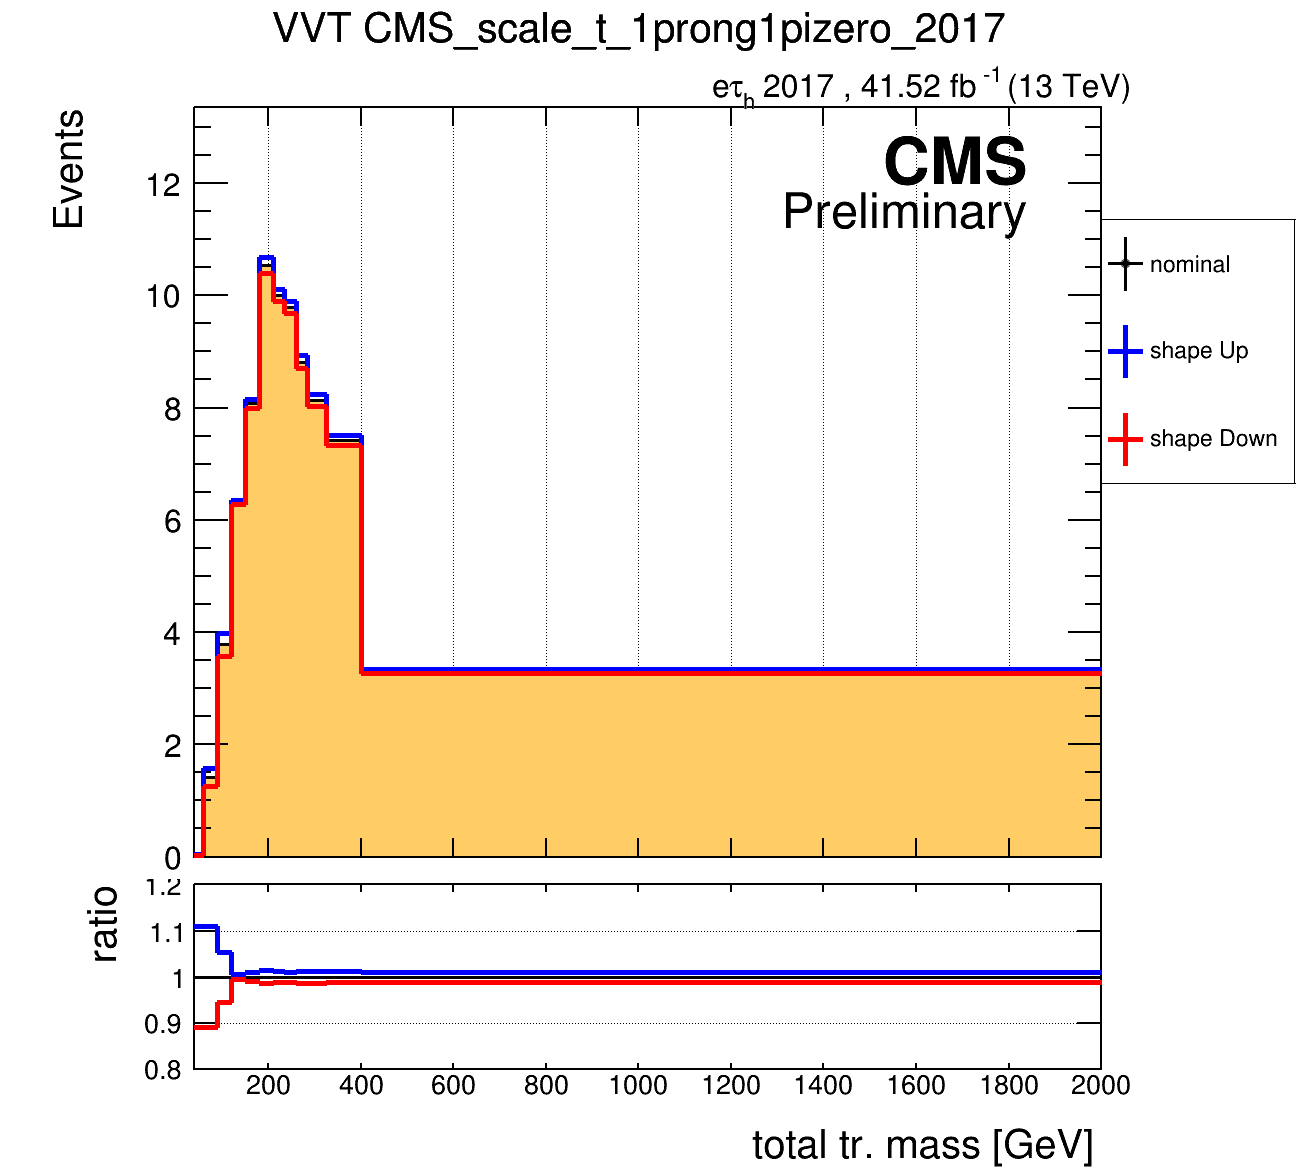 VVT CMS_scale_t_1prong1pizero_2017
eτh 2017 , 41.52 fb -1 (13 TeV)
Events
CMS
Preliminary
12
10
8
6
4
2
0
nominal
shape Up
shape Down
ratio
1.2
1.1
1
0.9
0.8
200 400 600 800 1000 1200 1400 1600 1800 2000
total tr. mass [GeV]